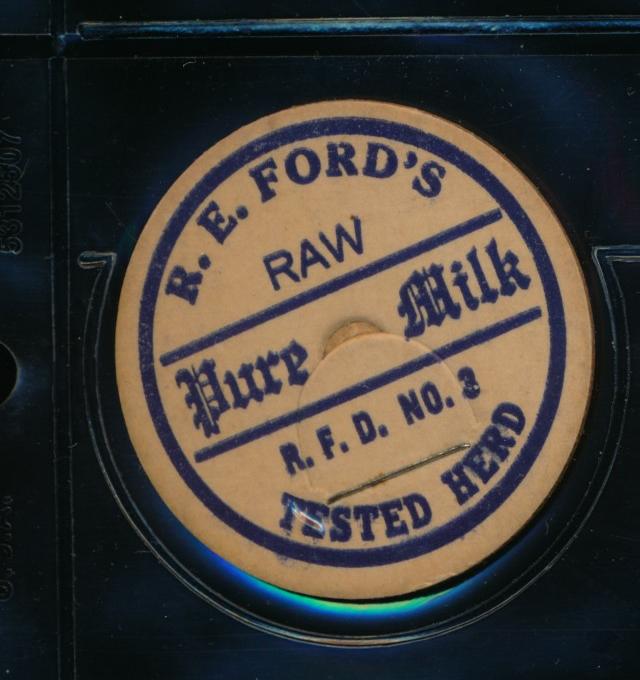 R. E. FORD'S
RAW
Pure Milk
R. F. D. NO. 3
TESTED HERD